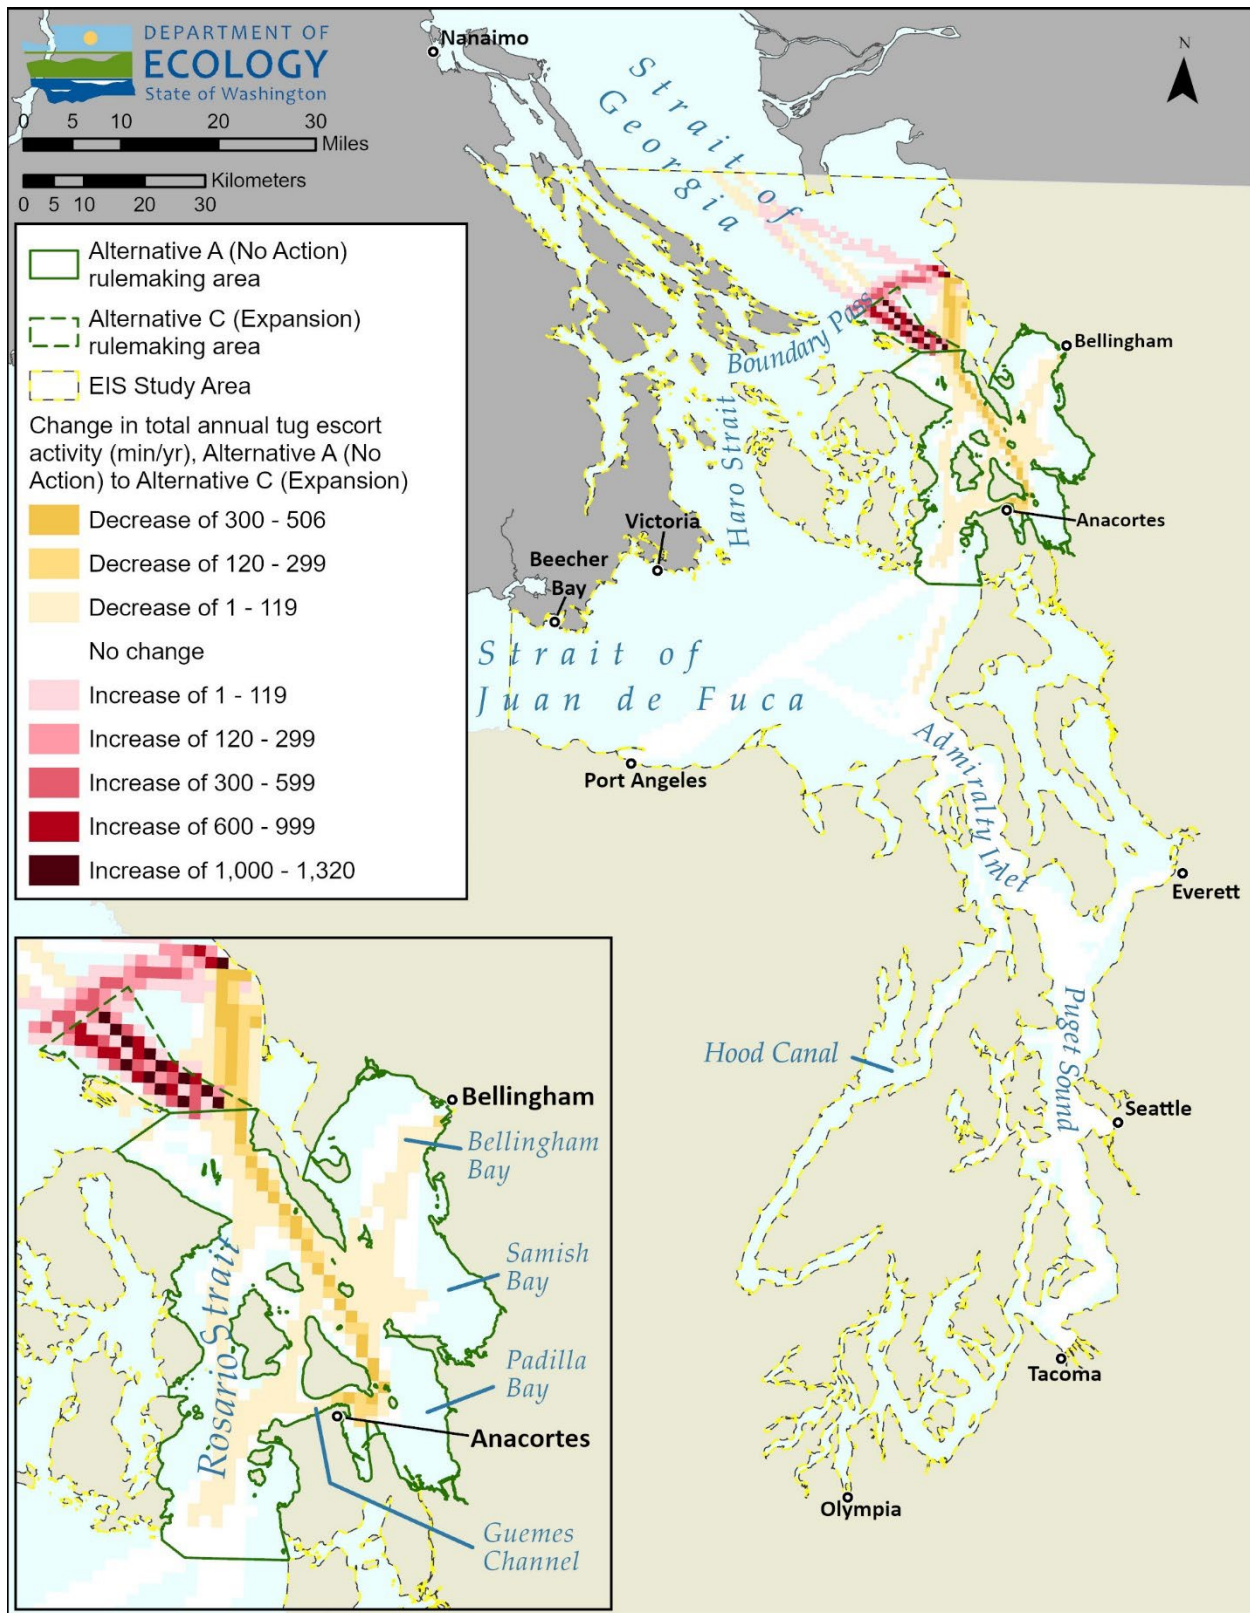 DEPARTMENT OF
ECOLOGY
State of Washington
0 5 10 20 30
Miles
Kilometers
0 5 10 20 30
Alternative A (No Action)
rulemaking area
Alternative C (Expansion)
rulemaking area
EIS Study Area
Change in total annual tug escort
activity (min/yr), Alternative A (No
Action) to Alternative C (Expansion)
Decrease of 300 - 506
Decrease of 120 - 299
Decrease of 1 - 119
No change
Increase of 1 - 119
Increase of 120 - 299
Increase of 300 - 599
Increase of 600 - 999
Increase of 1,000 - 1,320
N
Nanaimo
Strait of
Georgia
Boundary Pass
Bellingham
Haro Strait
Anacortes
Victoria
Beecher
Bay
Strait of
Juan de Fuca
Port Angeles
Admiralty Inlet
Everett
Hood Canal
Puget Sound
Seattle
Tacoma
Olympia
Bellingham
Bellingham
Bay
Samish
Bay
Rosario Strait
Padilla
Bay
Anacortes
Guemes
Channel